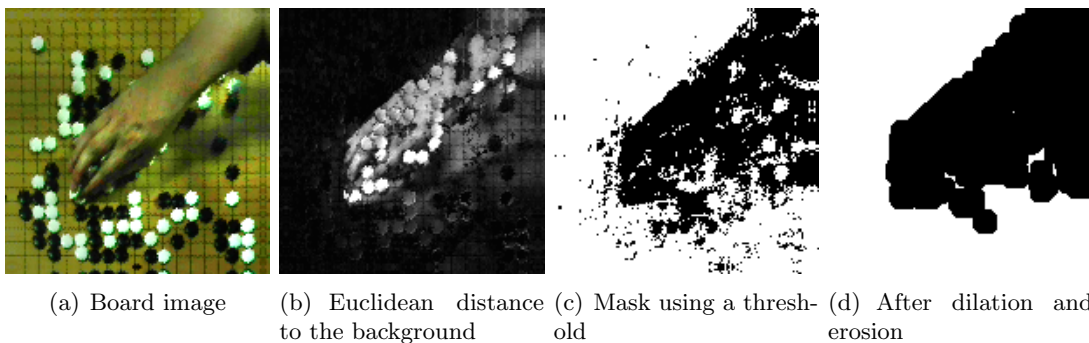 (a) Board image
(b) Euclidean distance
to the background
(c) Mask using a thresh-
old
(d) After dilation and
erosion